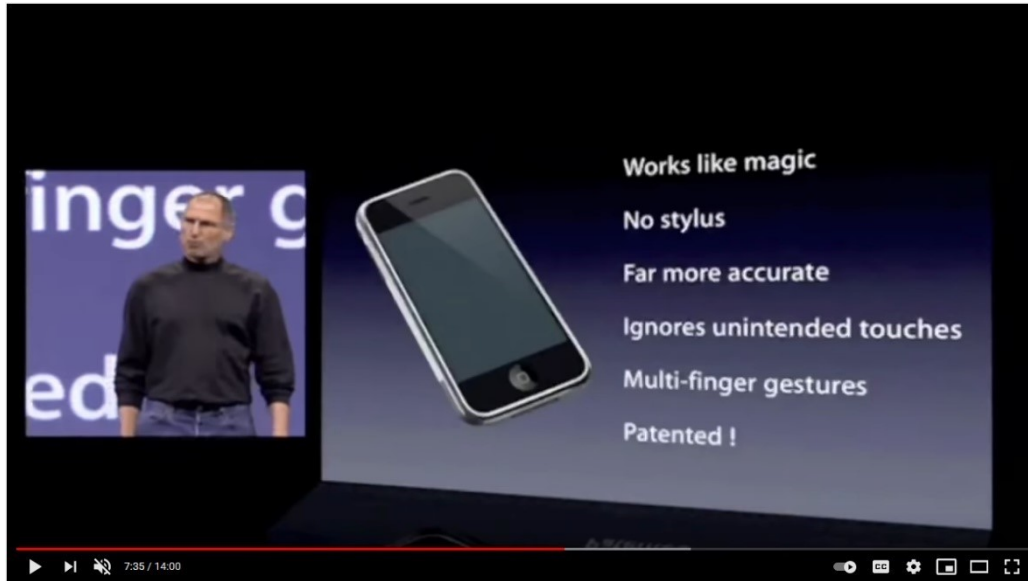 inger g
ed
Works like magic
No stylus
Far more accurate
Ignores unintended touches
Multi-finger gestures
Patented !
7:35 / 14:00
CC